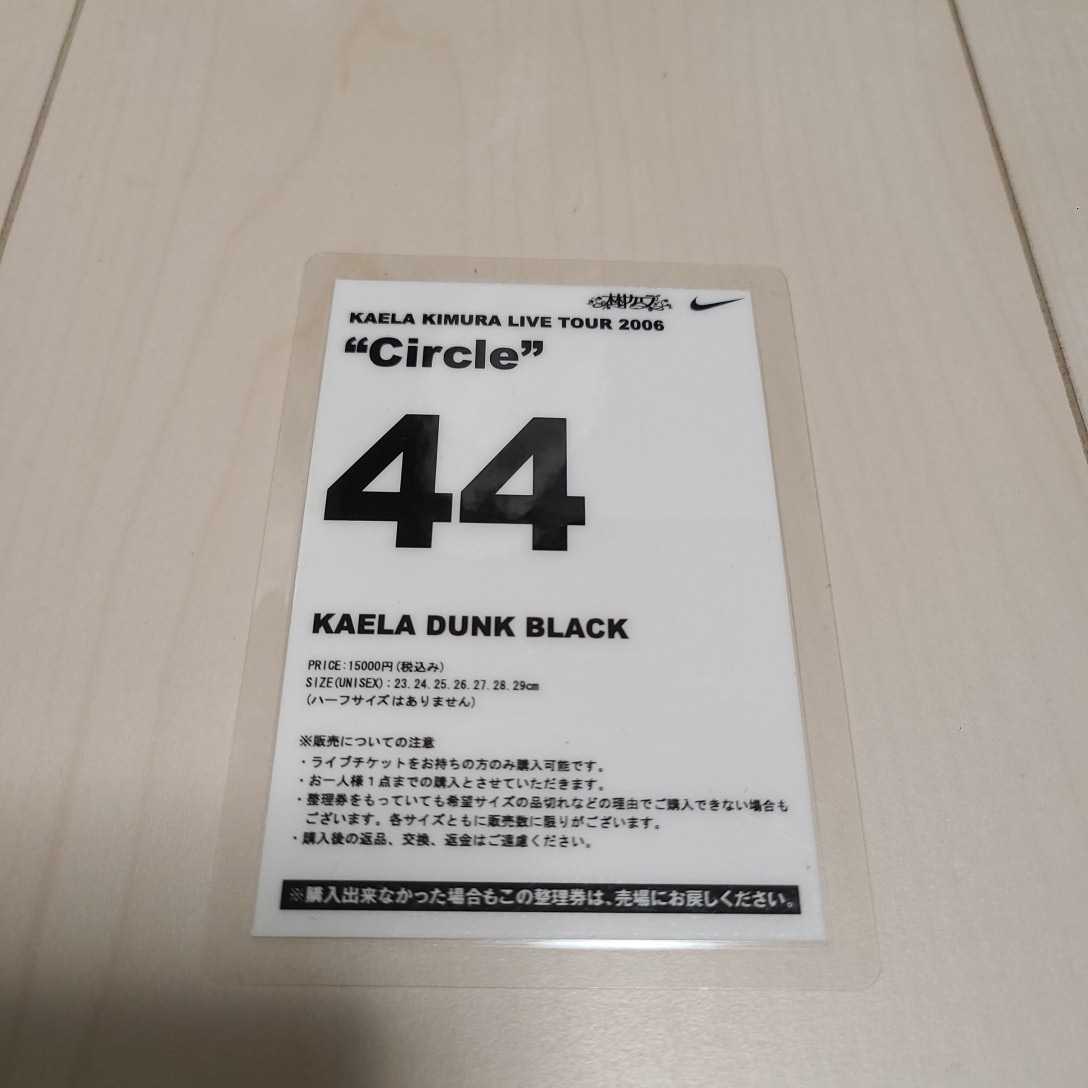 KAELA KIMURA LIVE TOUR 2006
“Circle”
44
KAELA DUNK BLACK
PRICE:15000円(税込み)
SIZE(UNISEX):23.24.25.26.27.28.29cm
(ハーフサイズはありません)
※販売についての注意
・ライブチケットをお持ちの方のみ購入可能です。
・お一人様1点までの購入とさせていただきます。
・整理券をもっていても希望サイズの品切れなどの理由でご購入できない場合も
ございます。各サイズともに販売数に限りがございます。
・購入後の返品、交換、返金はご遠慮ください。
※購入出来なかった場合もこの整理券は、売場にお戻しください。